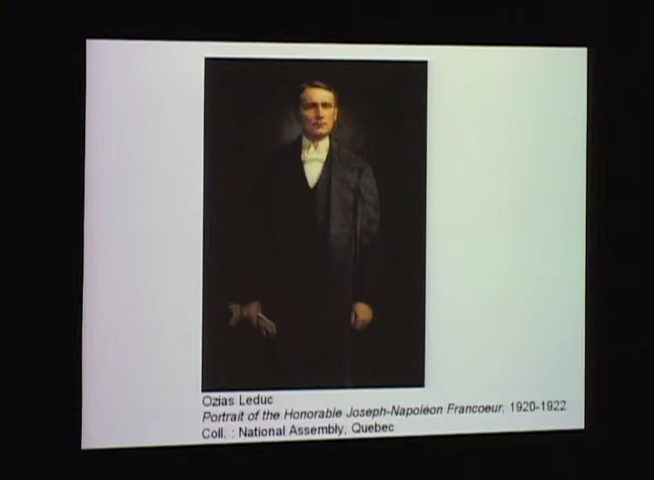 Ozias Leduc
Portrait of the Honorable Joseph-Napoléon Francoeur, 1920-1922
Coll. : National Assembly, Quebec